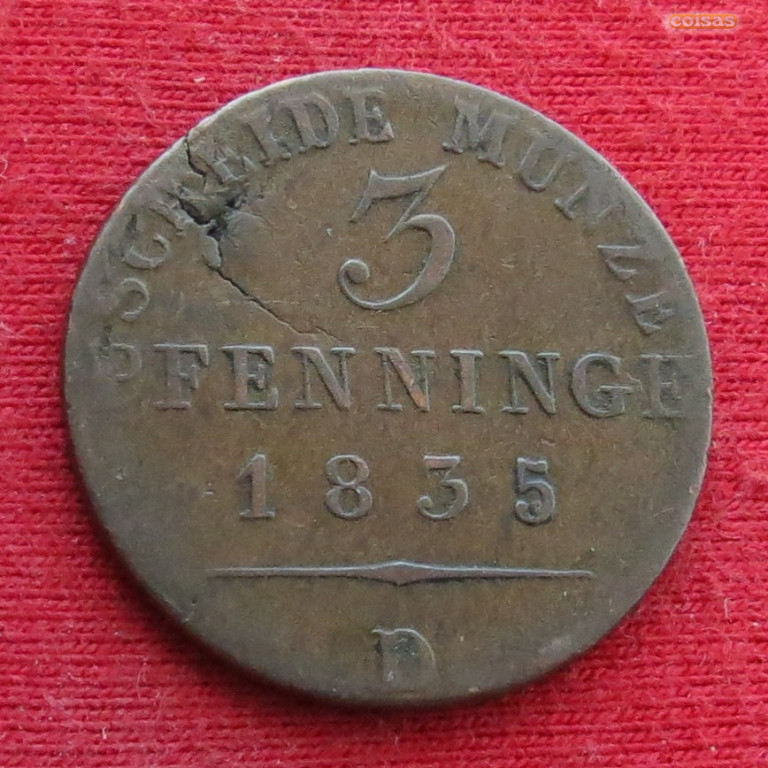 coisas
SCHEIDE MÜNZE
3
PFENNINGE
1835
D